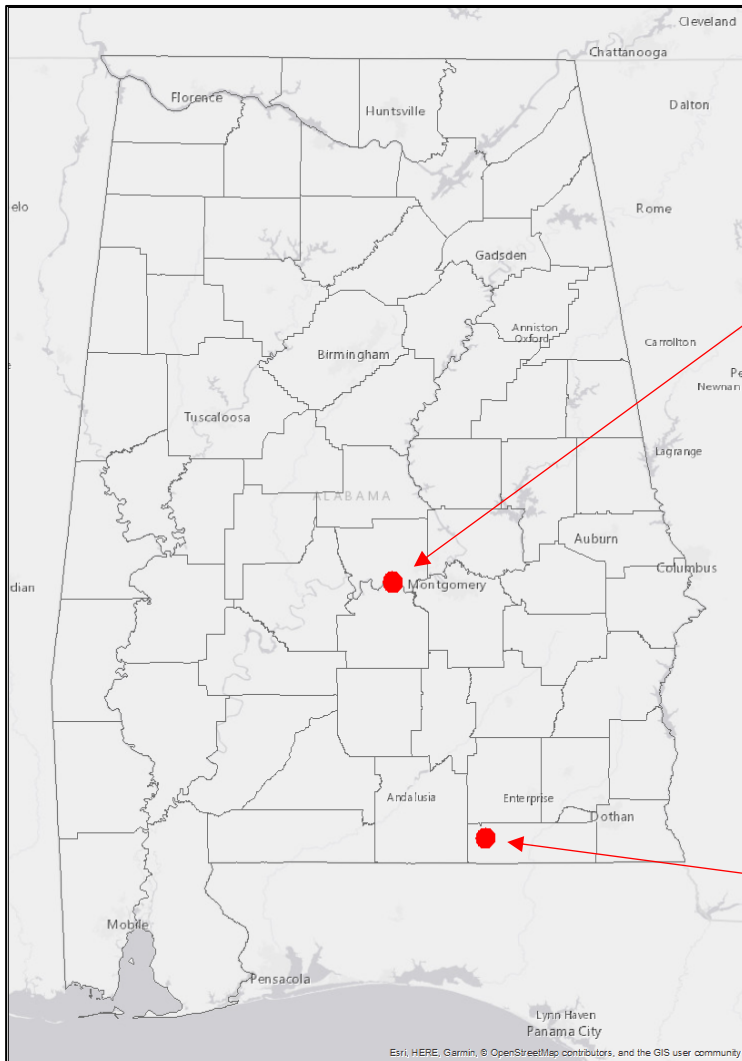 Cleveland
Chattanooga
Florence
Huntsville
Dalton
elo
Rome
Gadsden
Anniston
Oxford
Carrollton
Birmingham
Pe
Newnan
Tuscaloosa
Lagrange
ALABAMA
Auburn
Columbus
dian
Montgomery
Andalusia
Enterprise
Dothan
Mobile
Pensacola
Lynn Haven
Panama City
Esri, HERE, Garmin, © OpenStreetMap contributors, and the GIS user community